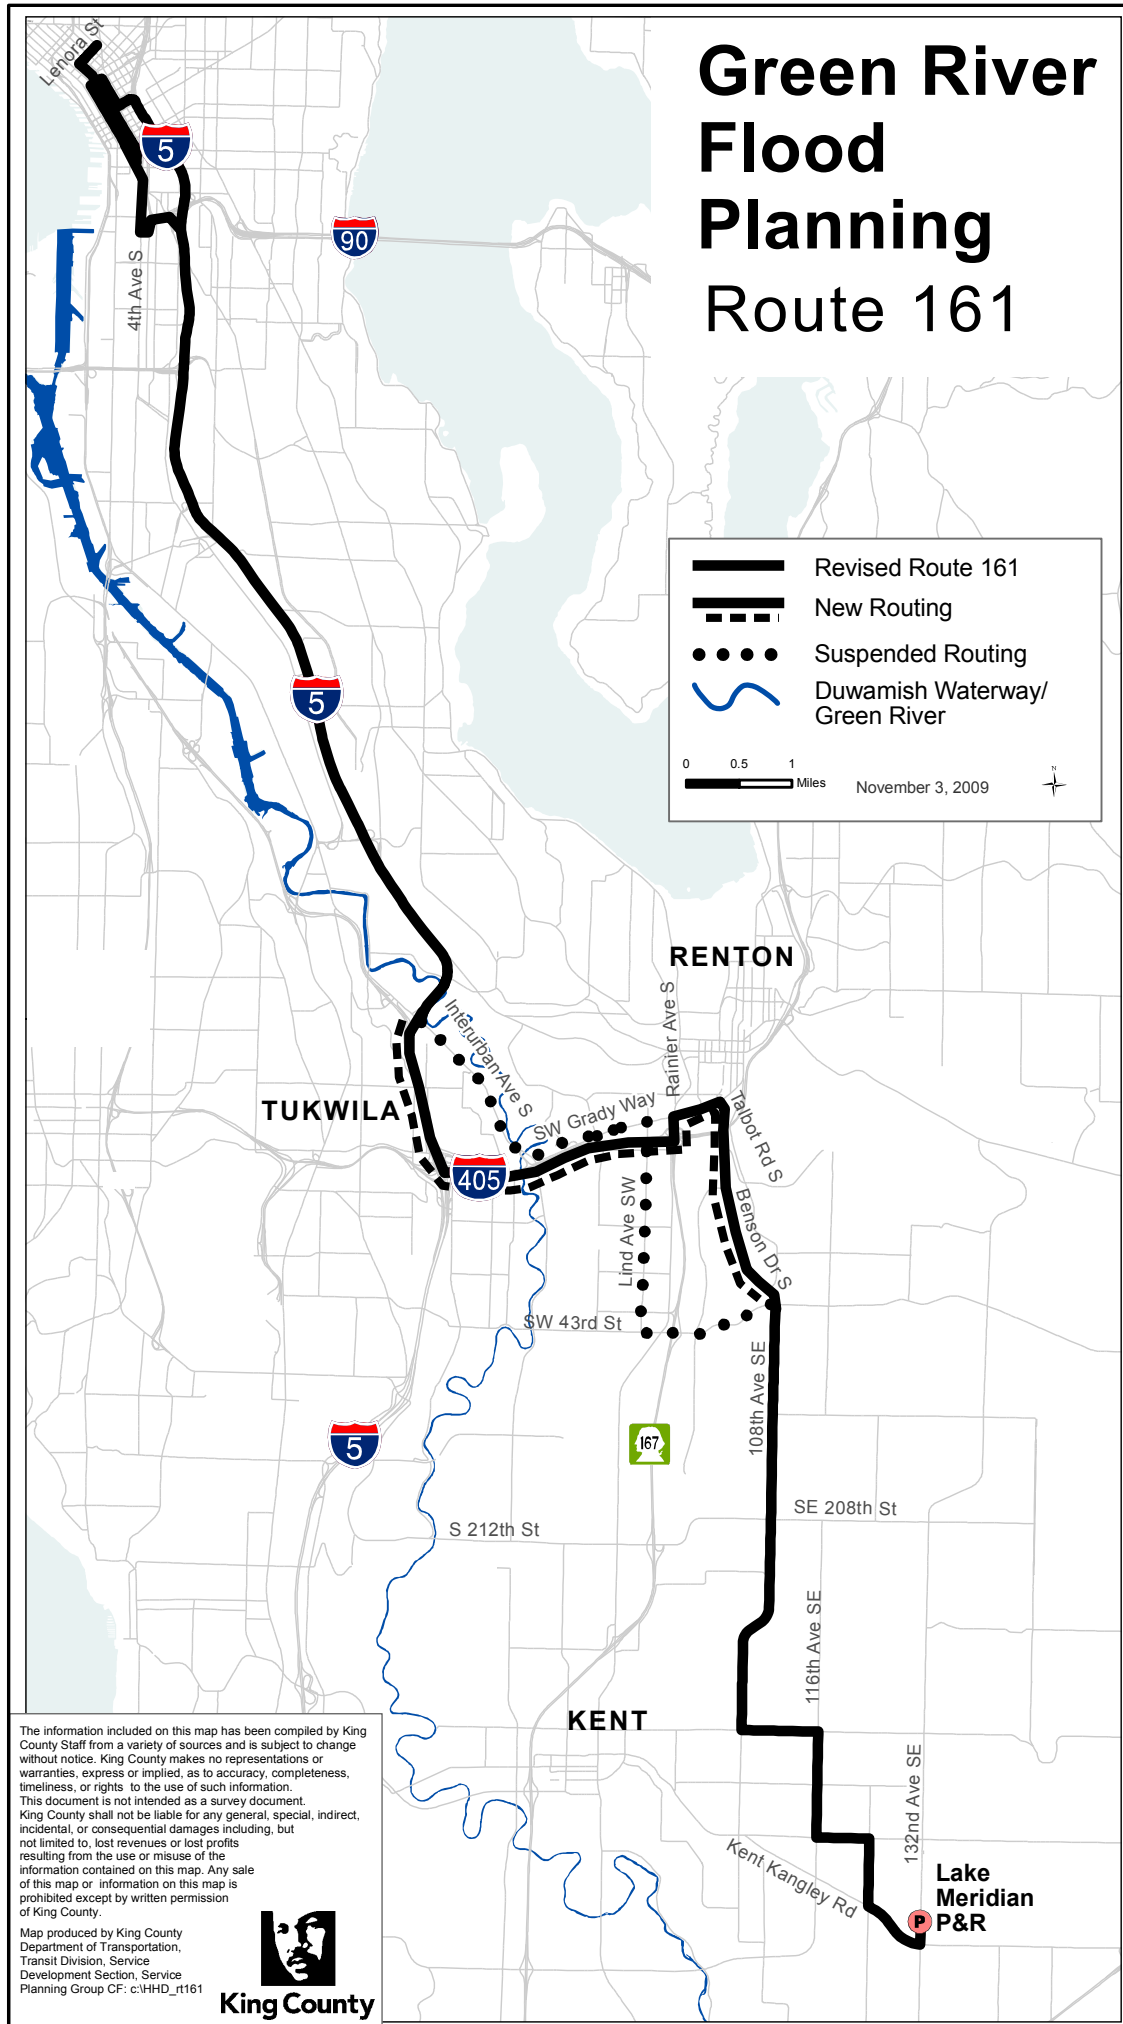 Green River
Flood
Planning
Route 161
Lenora St
5
90
4th Ave S
Revised Route 161
New Routing
Suspended Routing
Duwamish Waterway/
Green River
0 0.5 1
Miles
November 3, 2009
N
5
RENTON
Rainier Ave S
Interurban Ave S
TUKWILA
SW Grady Way
Talbot Rd S
405
Lind Ave SW
Benson Dr S
SW 43rd St
108th Ave SE
5
167
SE 208th St
S 212th St
116th Ave SE
KENT
132nd Ave SE
Kent Kangley Rd
Lake
Meridian
P&R
P
The information included on this map has been compiled by King
County Staff from a variety of sources and is subject to change
without notice. King County makes no representations or
warranties, express or implied, as to accuracy, completeness,
timeliness, or rights to the use of such information.
This document is not intended as a survey document.
King County shall not be liable for any general, special, indirect,
incidental, or consequential damages including, but
not limited to, lost revenues or lost profits
resulting from the use or misuse of the
information contained on this map. Any sale
of this map or information on this map is
prohibited except by written permission
of King County.
Map produced by King County
Department of Transportation,
Transit Division, Service
Development Section, Service
Planning Group CF: c:\HHD_rt161
King County